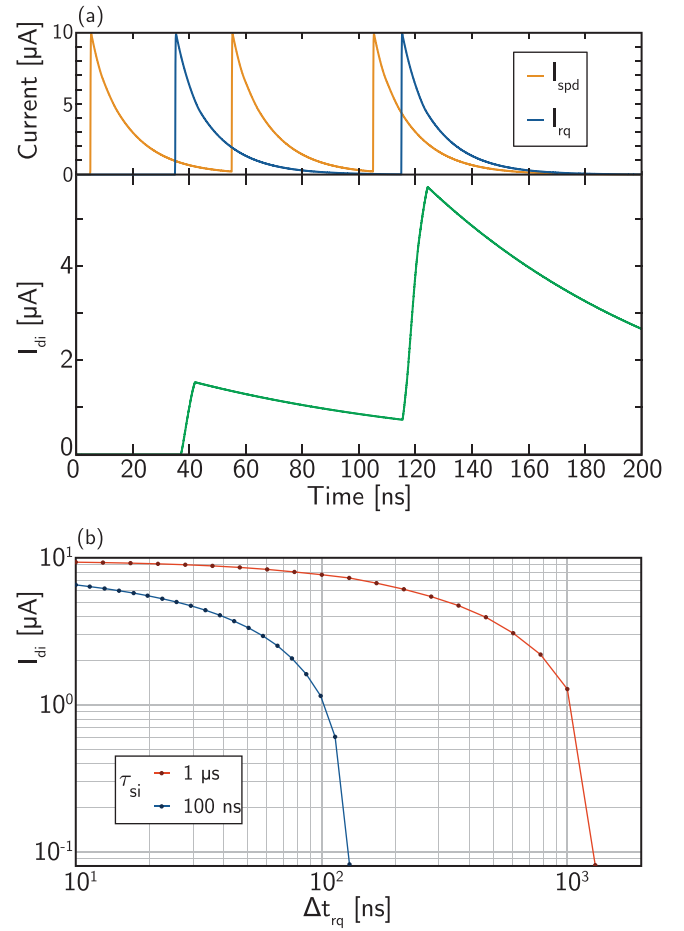 (a)
Current [µA]
10
5
0
I_spd
I_rq
I_di [µA]
4
2
0
0 20 40 60 80 100 120 140 160 180 200
Time [ns]
(b)
I_di [µA]
10^1
10^0
10^-1
τ_si
1 µs
100 ns
10^1 10^2 10^3
Δt_rq [ns]